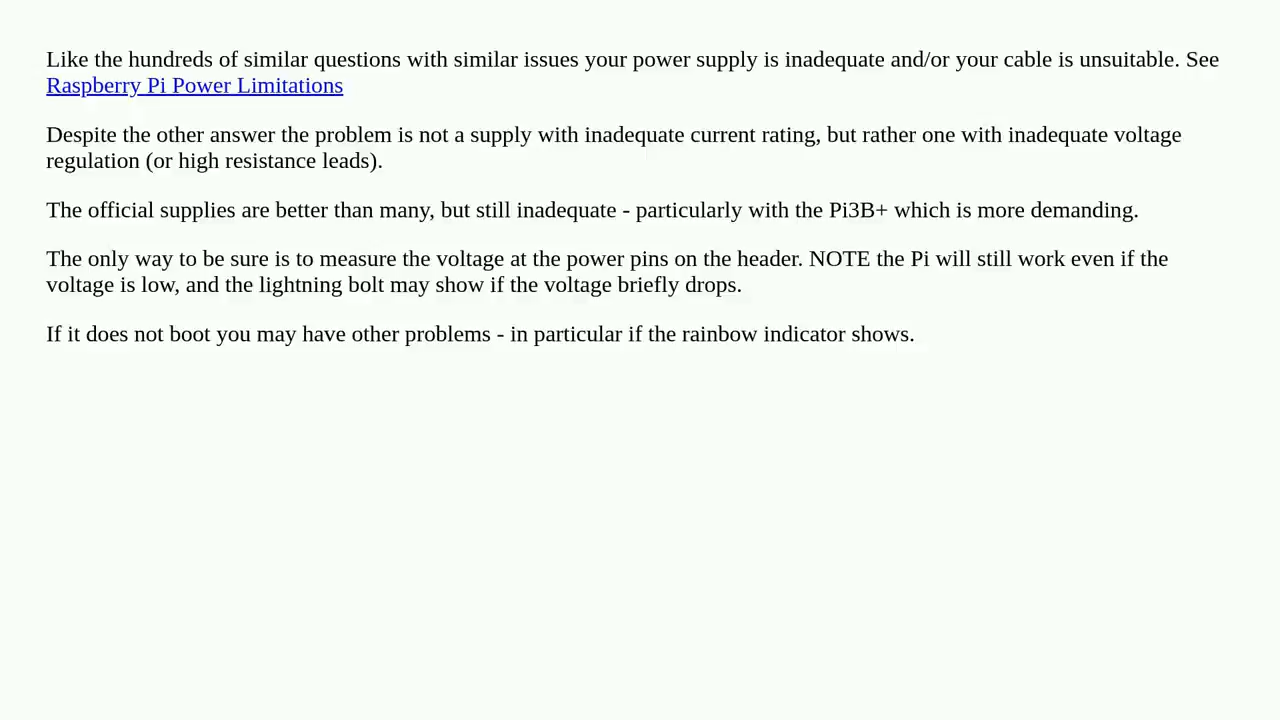 Like the hundreds of similar questions with similar issues your power supply is inadequate and/or your cable is unsuitable. See
Raspberry Pi Power Limitations
Despite the other answer the problem is not a supply with inadequate current rating, but rather one with inadequate voltage
regulation (or high resistance leads).
The official supplies are better than many, but still inadequate - particularly with the Pi3B+ which is more demanding.
The only way to be sure is to measure the voltage at the power pins on the header. NOTE the Pi will still work even if the
voltage is low, and the lightning bolt may show if the voltage briefly drops.
If it does not boot you may have other problems - in particular if the rainbow indicator shows.